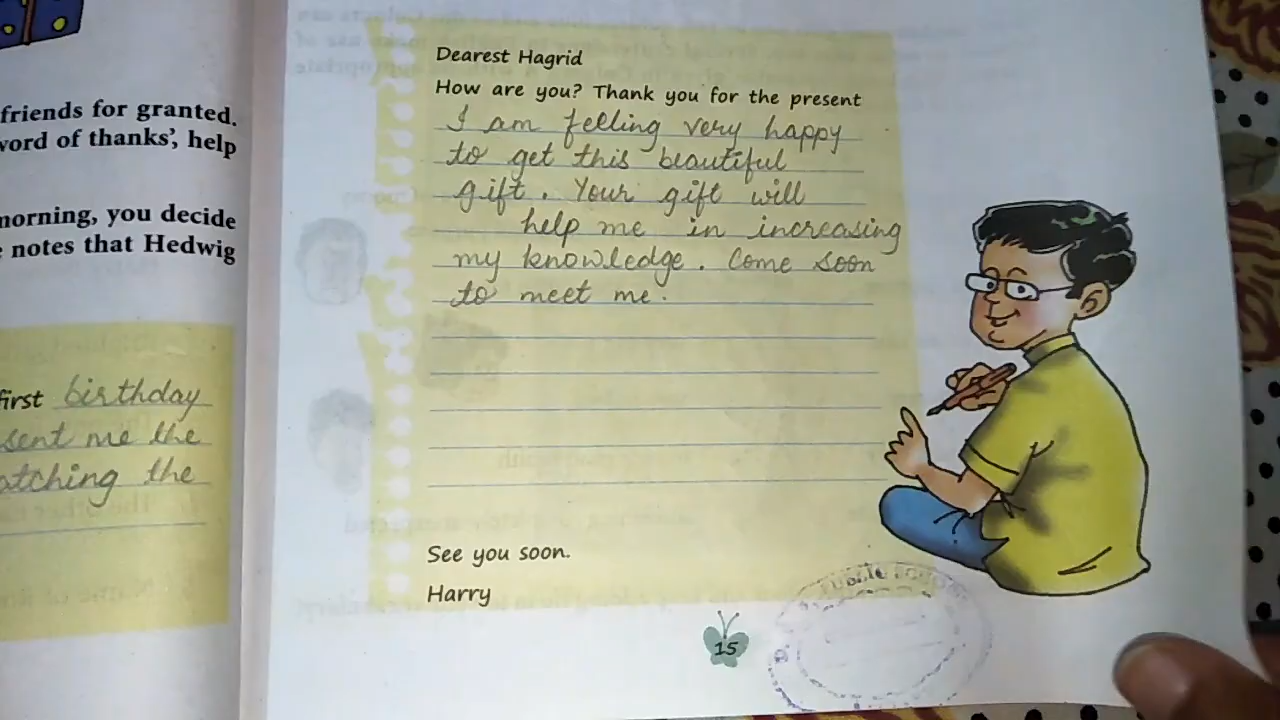 friends for granted.
word of thanks', help
morning, you decide
notes that Hedwig
first birthday
sent me the
the
Dearest Hagrid
How are you? Thank you for the present
I am felling very happy
to get this beautiful
gift. Your gift will
help me in increasing
my knowledge. Come soon
to meet me.
See you soon.
Harry
15